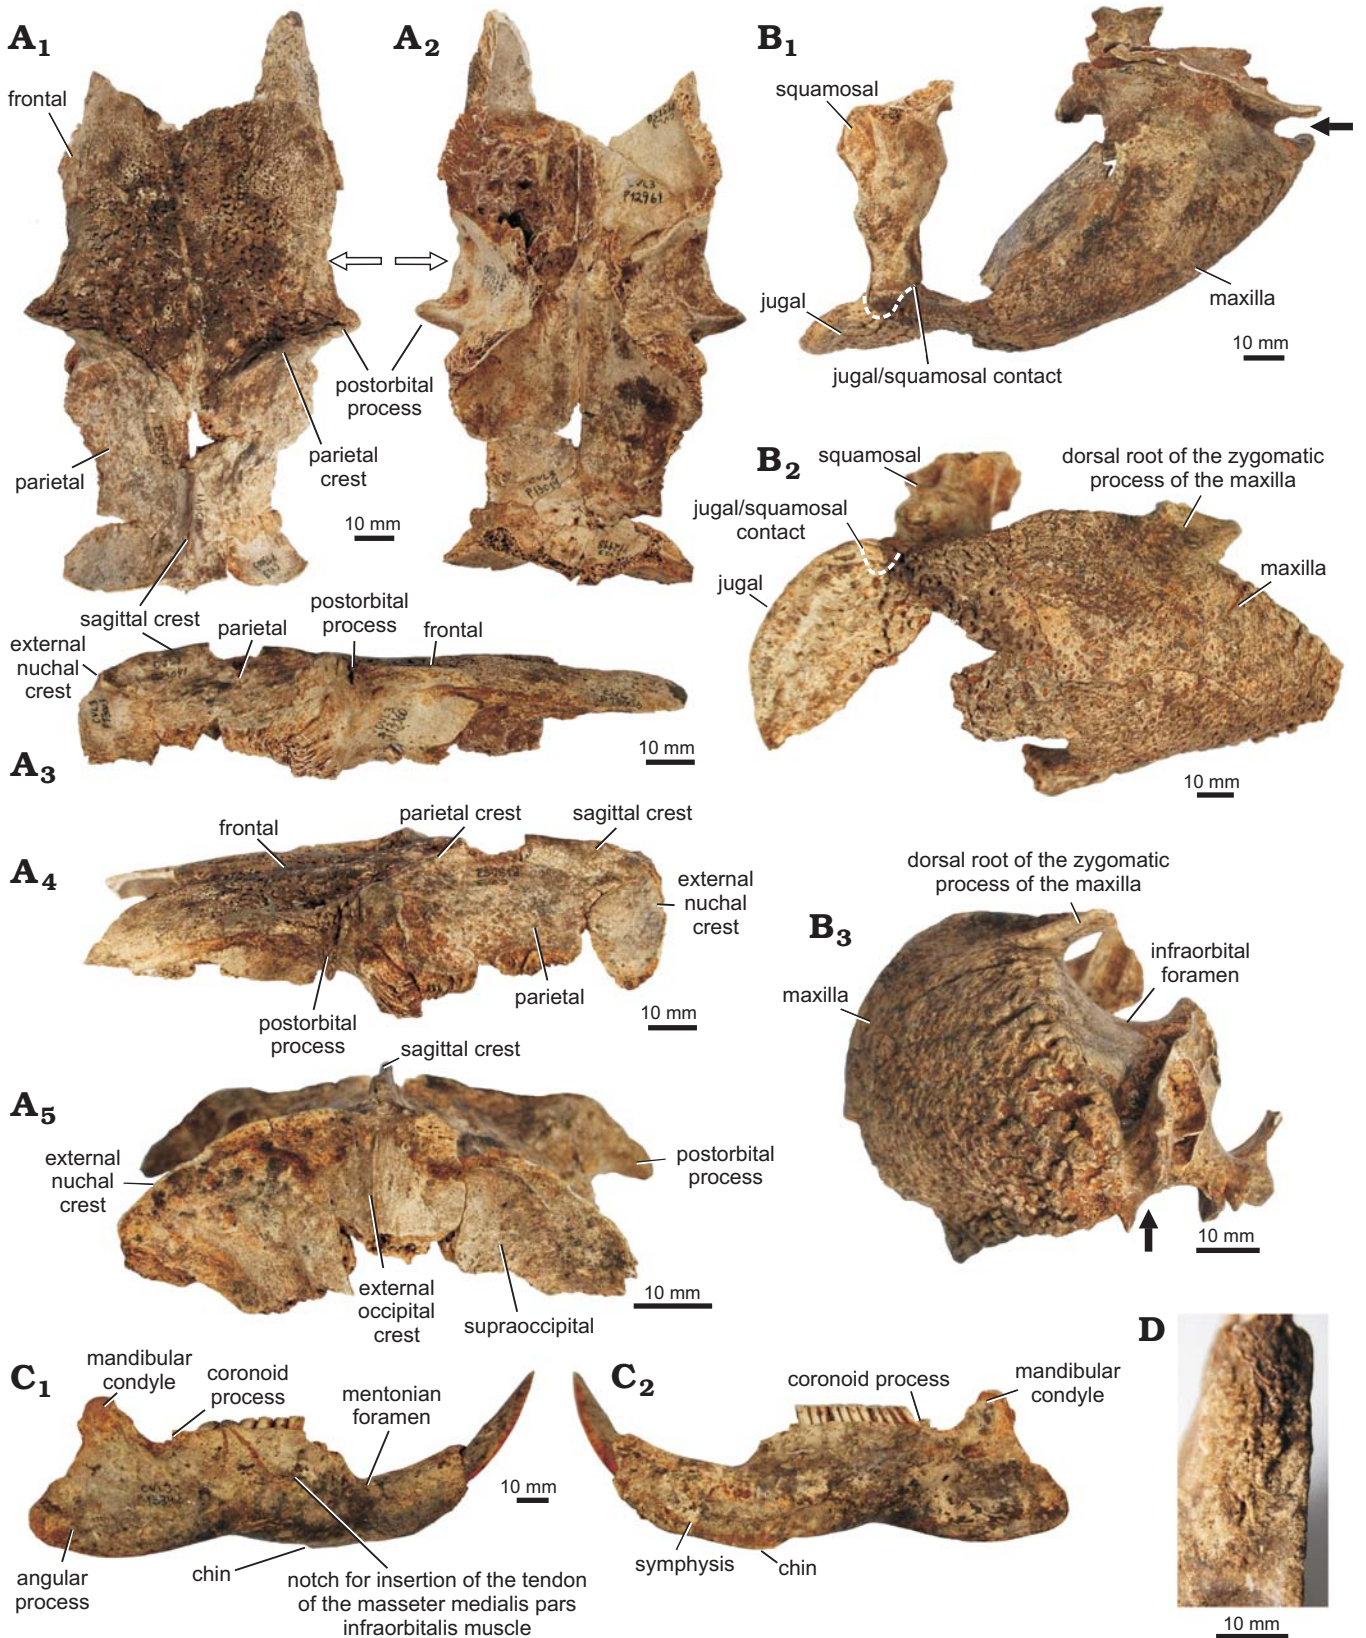 A1
A2
B1
frontal
squamosal
jugal
maxilla
10 mm
jugal/squamosal contact
postorbital
process
parietal
crest
parietal
10 mm
CVL3
P12961
B2
squamosal
dorsal root of the zygomatic
process of the maxilla
jugal/squamosal
contact
jugal
maxilla
10 mm
sagittal crest
external
nuchal
crest
parietal
postorbital
process
frontal
10 mm
A3
frontal
parietal crest
sagittal crest
A4
external
nuchal
crest
parietal
postorbital
process
10 mm
dorsal root of the zygomatic
process of the maxilla
B3
infraorbital
foramen
maxilla
10 mm
sagittal crest
A5
external
nuchal
crest
postorbital
process
external
occipital
crest
supraoccipital
10 mm
C1
mandibular
condyle
coronoid
process
mentonian
foramen
10 mm
angular
process
chin
notch for insertion of the tendon
of the masseter medialis pars
infraorbitalis muscle
C2
coronoid process
mandibular
condyle
symphysis
chin
D
10 mm